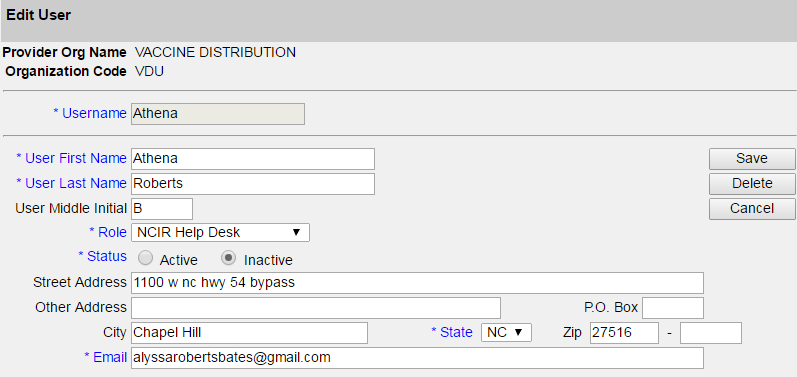 Edit User
Provider Org Name VACCINE DISTRIBUTION
Organization Code VDU
* Username Athena
* User First Name Athena Save
* User Last Name Roberts Delete
User Middle Initial B Cancel
* Role NCIR Help Desk ▼
* Status Active Inactive
Street Address 1100 w nc hwy 54 bypass
Other Address P.O. Box
City Chapel Hill * State NC ▼ Zip 27516 -
* Email alyssarobertsbates@gmail.com